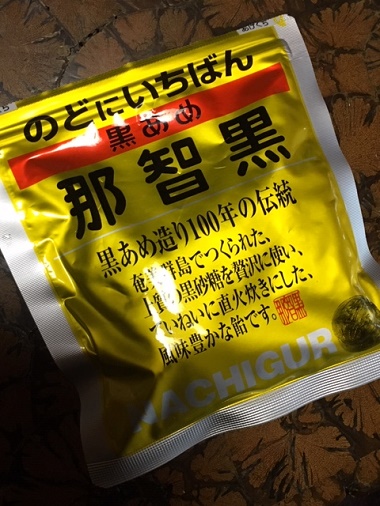 のどにいちばん
黒あめ
那智黒
黒あめ造り100年の伝統
奄美群島でつくられた、
上質の黒砂糖を贅沢に使い、
ていねいに直火炊きにした、
風味豊かな飴です。
NACHIGUR